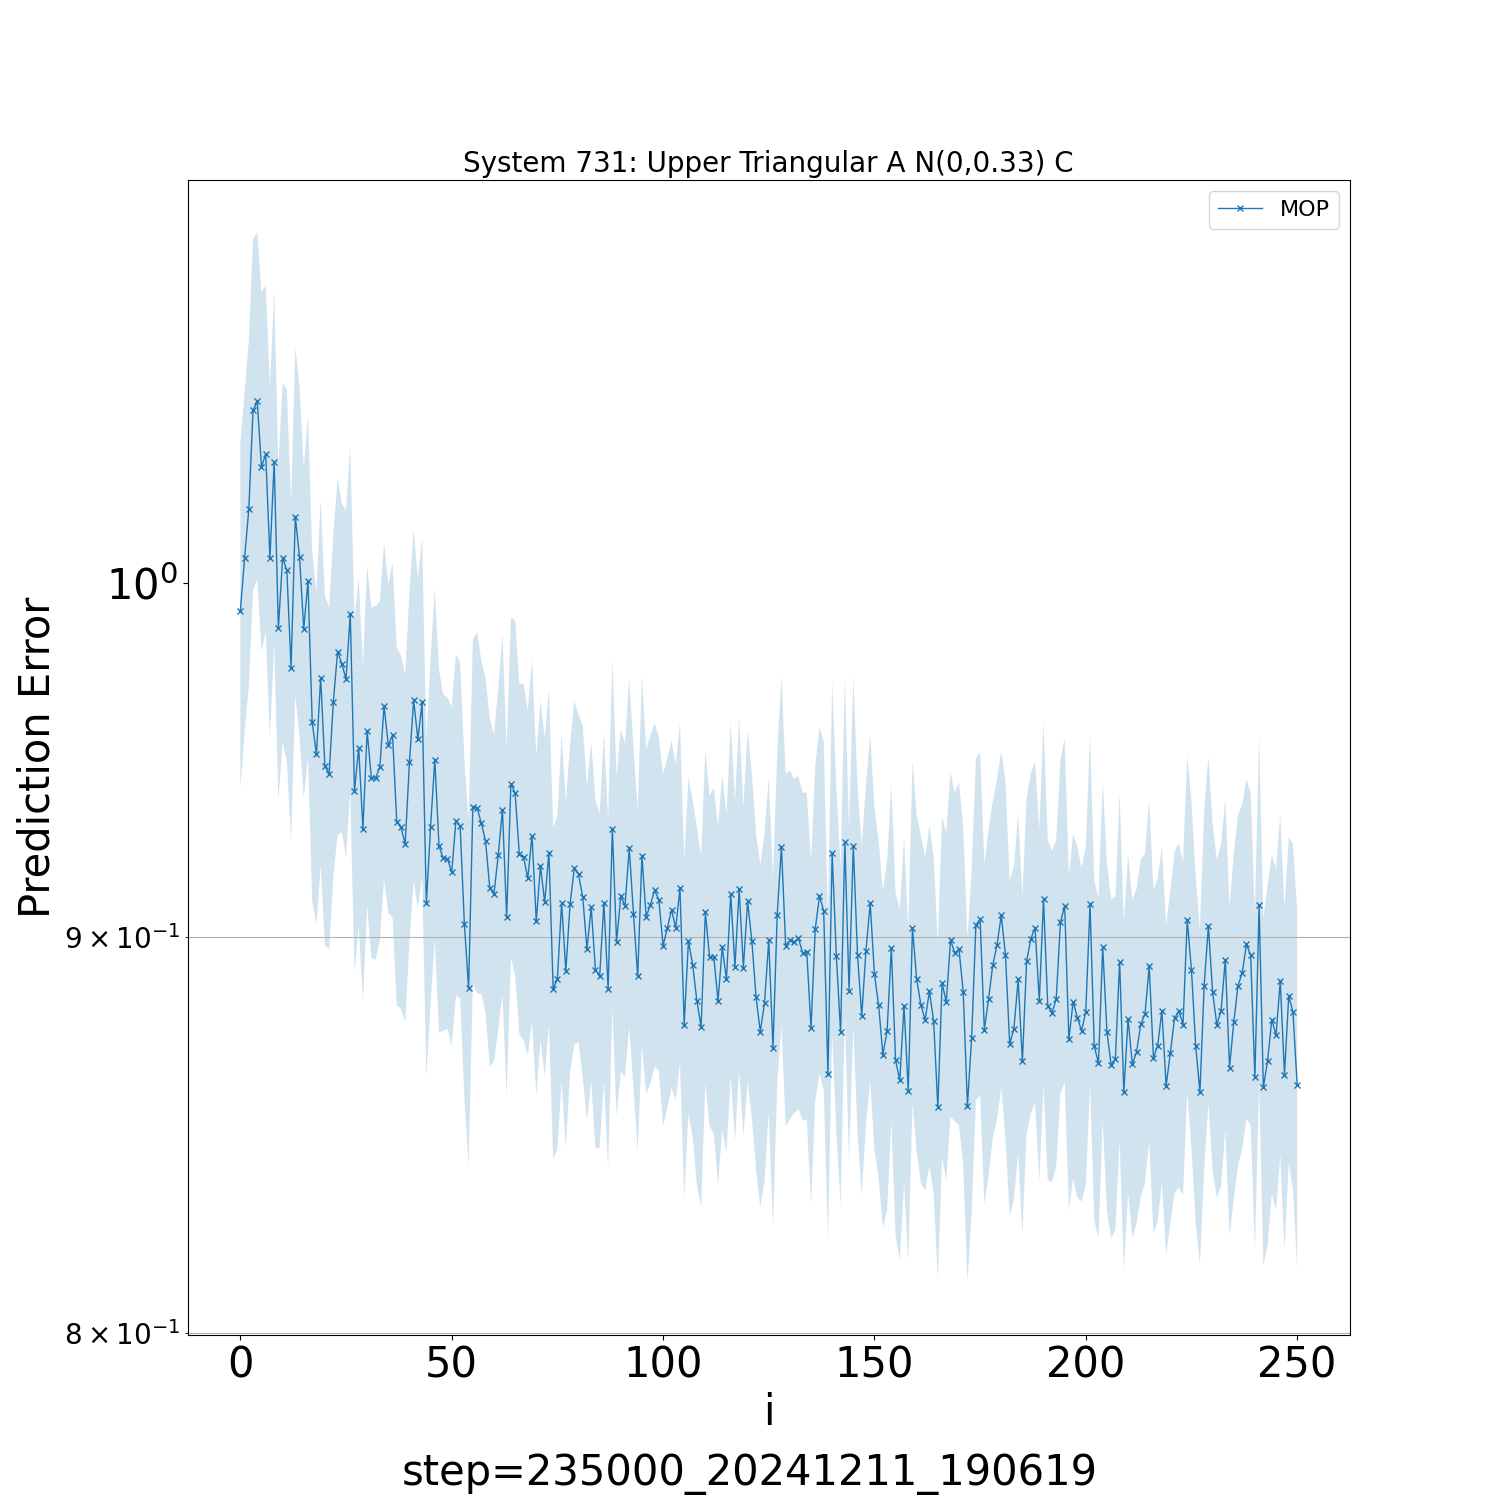 System 731: Upper Triangular A N(0,0.33) C
MOP
Prediction Error
10⁰
9 × 10⁻¹
8 × 10⁻¹
0 50 100 150 200 250
i
step=235000_20241211_190619